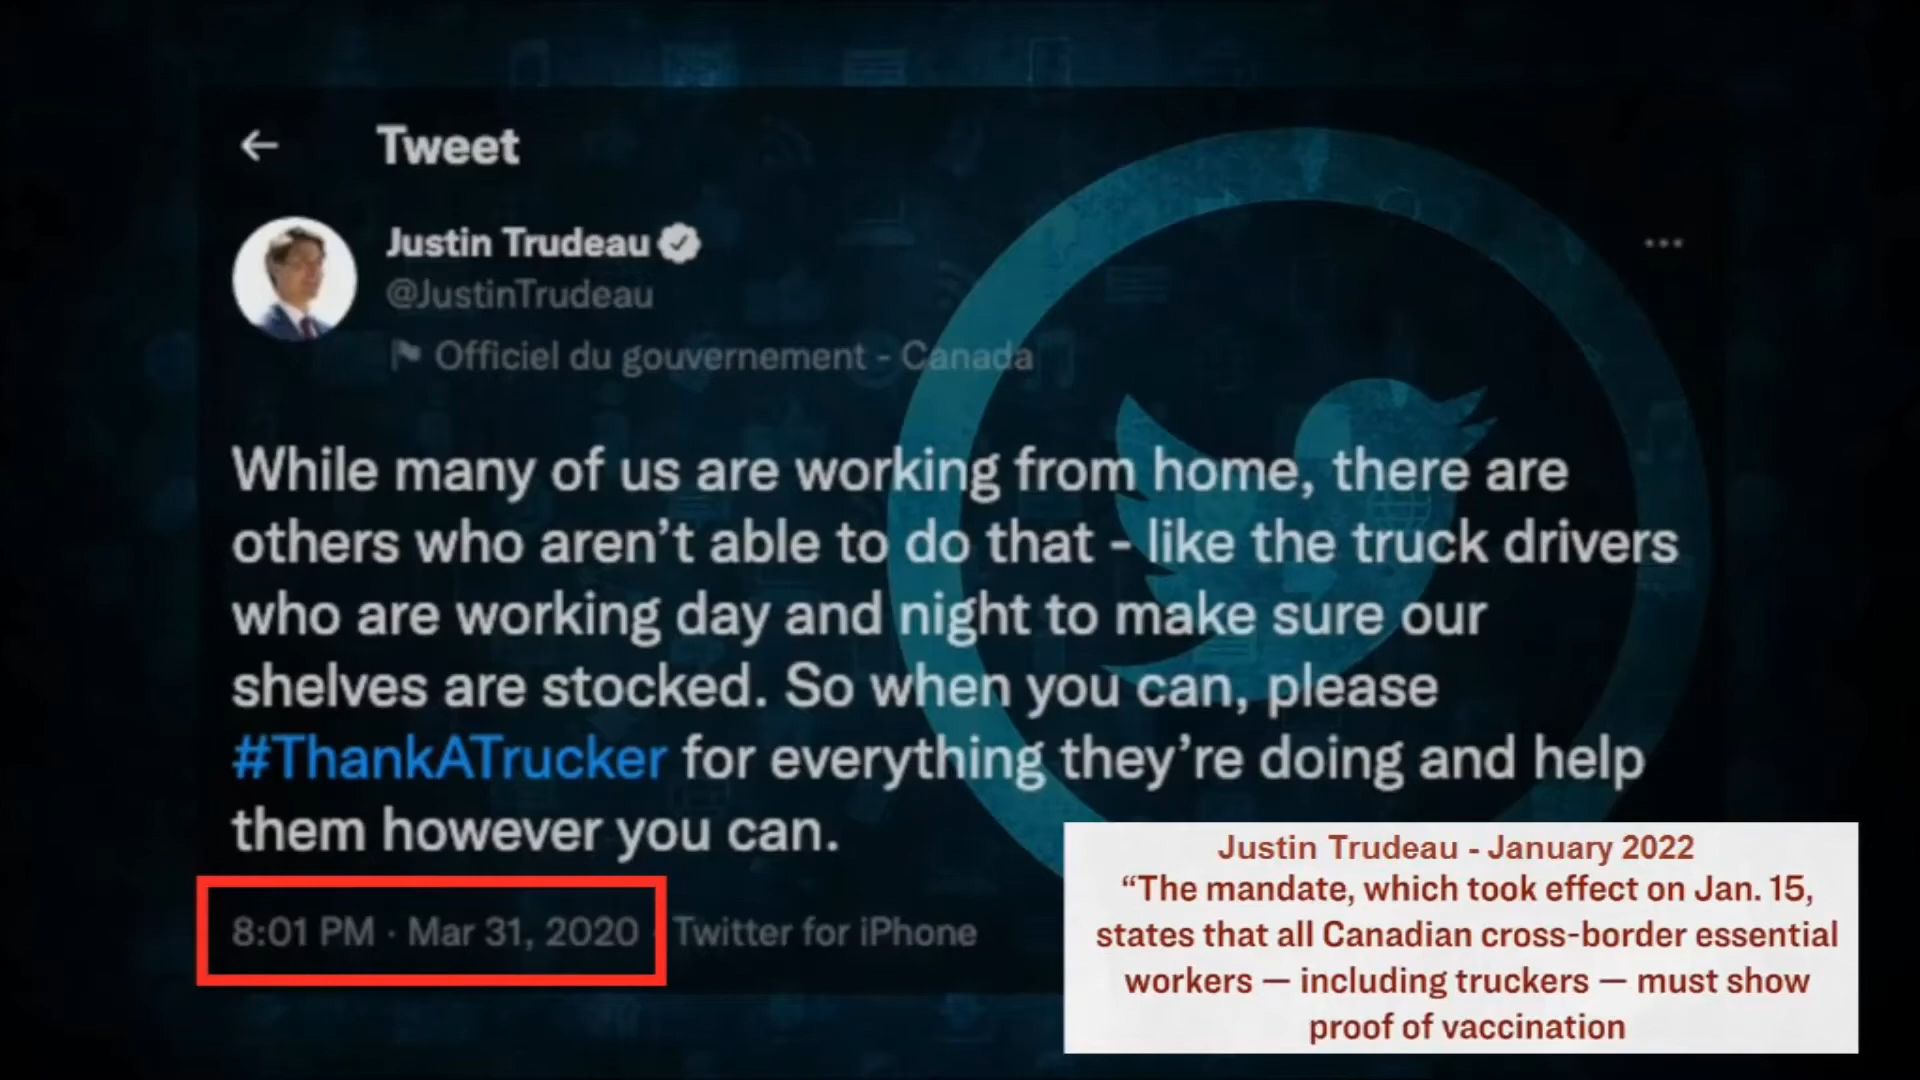 Tweet
Justin Trudeau
@JustinTrudeau
Officiel du gouvernement - Canada
While many of us are working from home, there are
others who aren’t able to do that - like the truck drivers
who are working day and night to make sure our
shelves are stocked. So when you can, please
#ThankATrucker for everything they’re doing and help
them however you can.
8:01 PM · Mar 31, 2020 · Twitter for iPhone
Justin Trudeau - January 2022
“The mandate, which took effect on Jan. 15,
states that all Canadian cross-border essential
workers — including truckers — must show
proof of vaccination